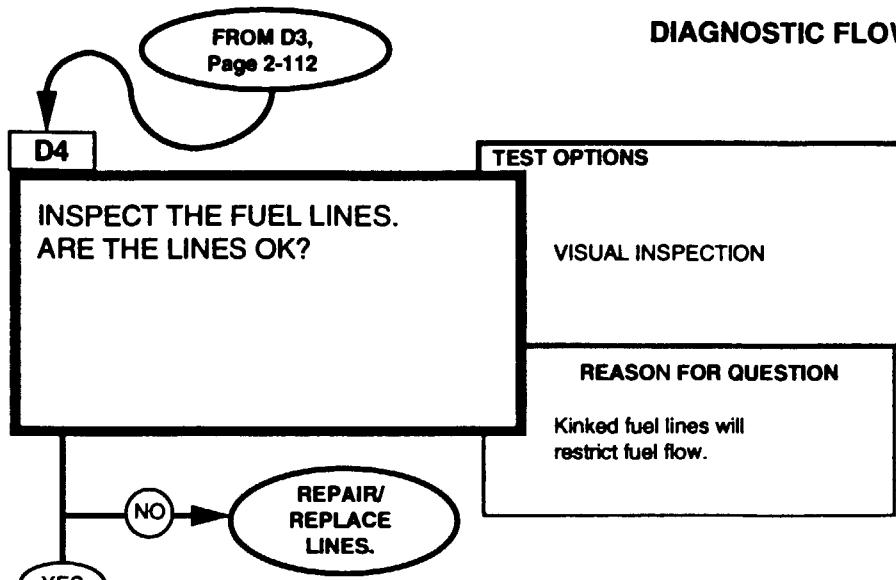 FROM D3,
Page 2-112
DIAGNOSTIC FLOW
D4
INSPECT THE FUEL LINES.
ARE THE LINES OK?
TEST OPTIONS
VISUAL INSPECTION
REASON FOR QUESTION
Kinked fuel lines will
restrict fuel flow.
NO
REPAIR/
REPLACE
LINES.
YES